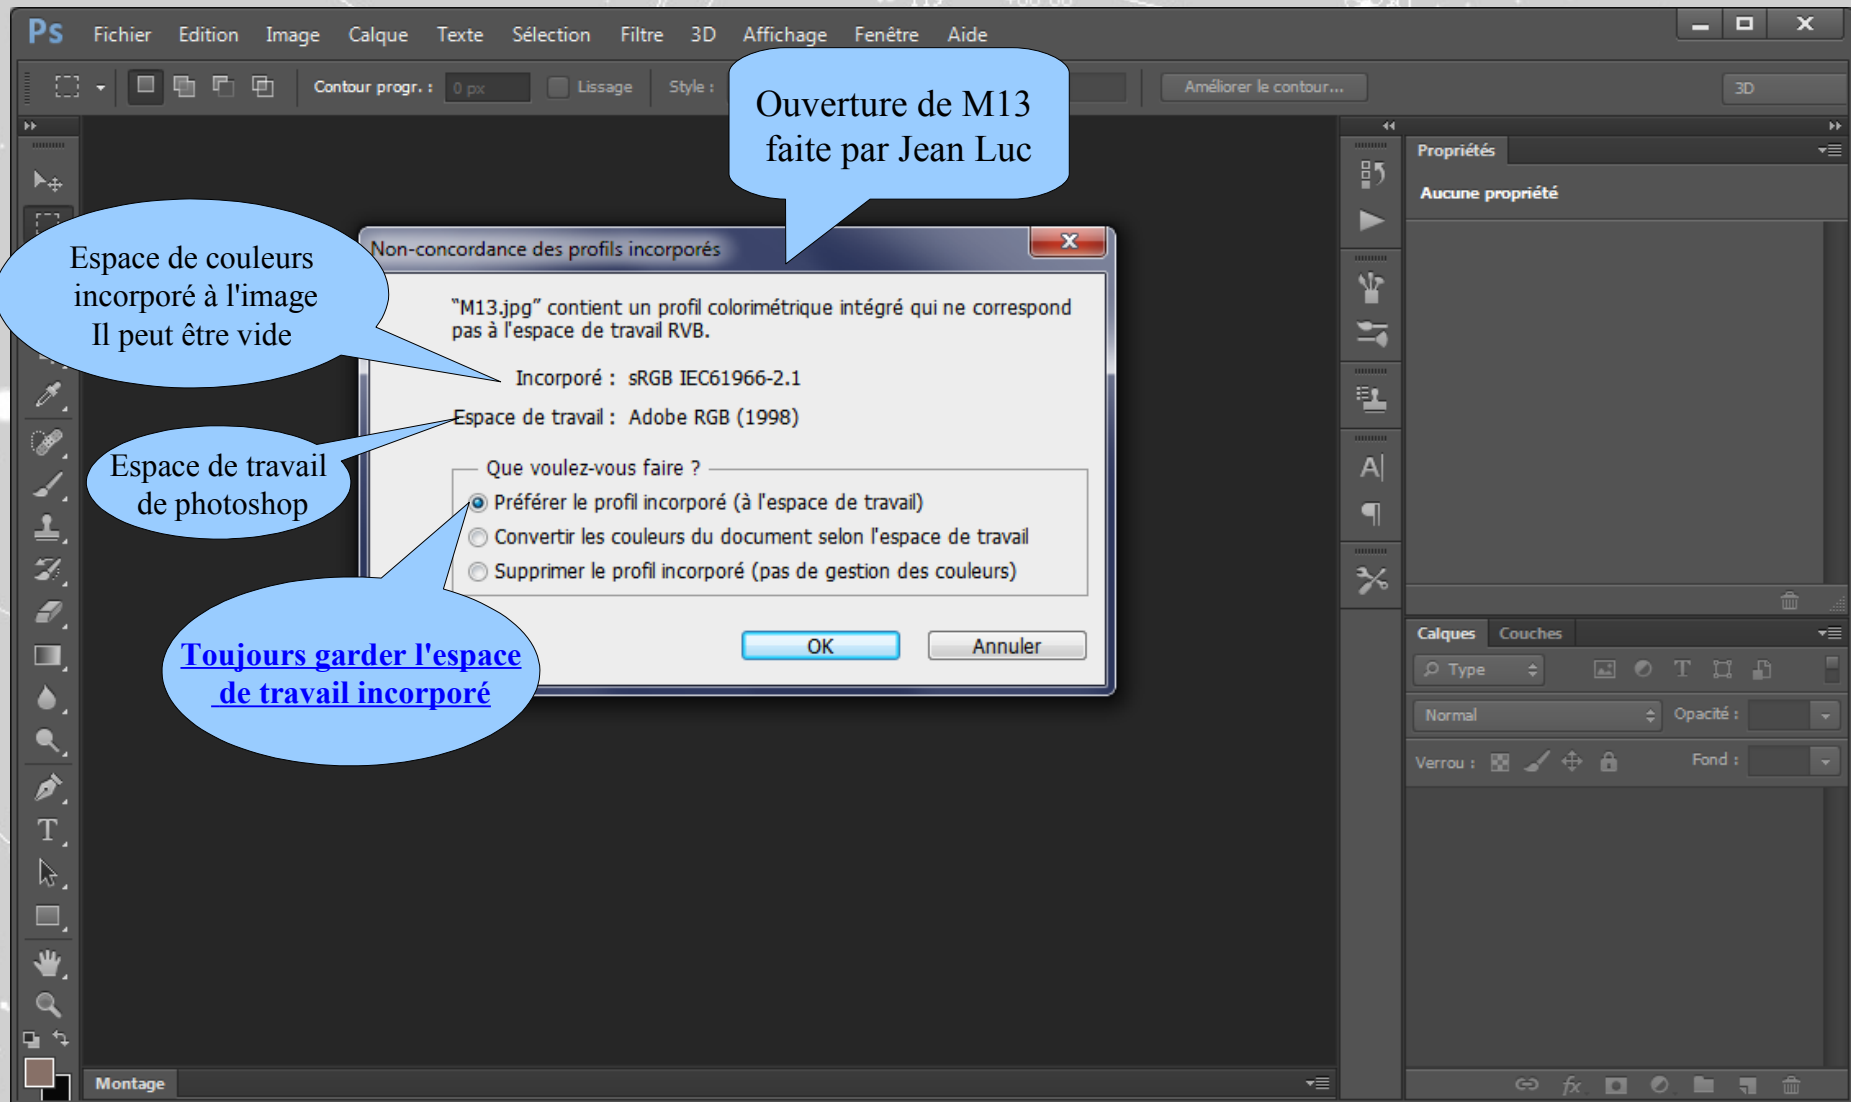 Ps Fichier Edition Image Calque Texte Sélection Filtre 3D Affichage Fenêtre Aide
Contour progr. : 0 px Lissage Style : Améliorer le contour... 3D
Ouverture de M13
faite par Jean Luc
Propriétés
Aucune propriété
Espace de couleurs
incorporé à l'image
Il peut être vide
Non-concordance des profils incorporés
“M13.jpg” contient un profil colorimétrique intégré qui ne correspond
pas à l'espace de travail RVB.
Incorporé : sRGB IEC61966-2.1
Espace de travail : Adobe RGB (1998)
Espace de travail
de photoshop
Que voulez-vous faire ?
Préférer le profil incorporé (à l'espace de travail)
Convertir les couleurs du document selon l'espace de travail
Supprimer le profil incorporé (pas de gestion des couleurs)
OK Annuler
Toujours garder l'espace
de travail incorporé
Calques Couches
Type
Normal Opacité :
Verrou : Fond :
Montage